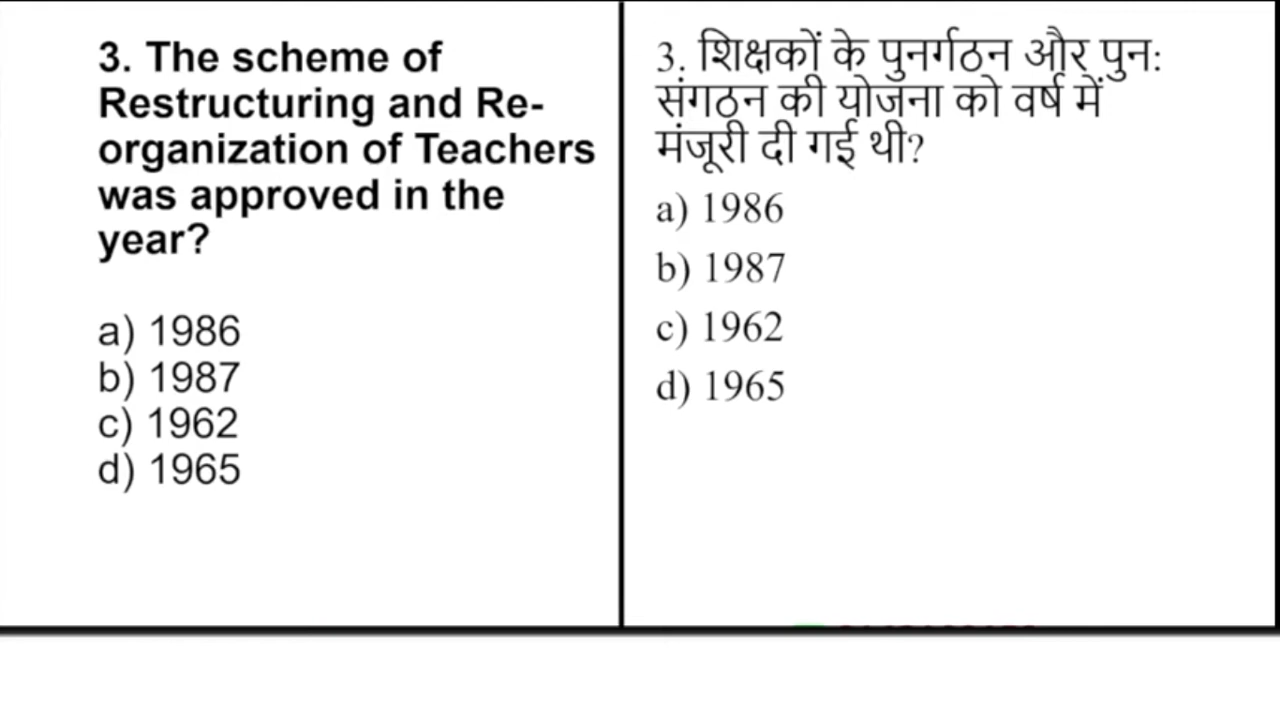 3. The scheme of
Restructuring and Re-
organization of Teachers
was approved in the
year?
a) 1986
b) 1987
c) 1962
d) 1965
3. शिक्षकों के पुनर्गठन और पुन:
संगठन की योजना को वर्ष में
मंजूरी दी गई थी?
a) 1986
b) 1987
c) 1962
d) 1965